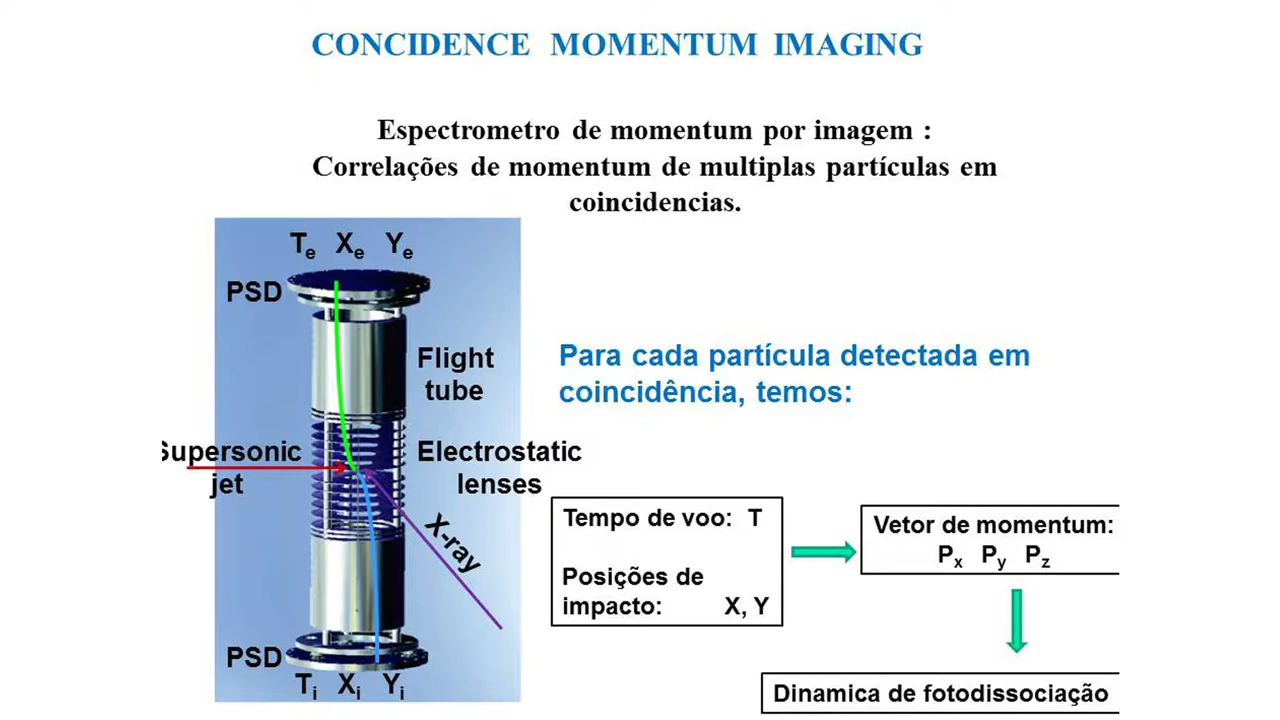 CONCIDENCE MOMENTUM IMAGING
Espectrometro de momentum por imagem :
Correlações de momentum de multiplas partículas em
coincidencias.
Te Xe Ye
PSD
Flight
tube
Supersonic
jet
Electrostatic
lenses
X-ray
PSD
Ti Xi Yi
Para cada partícula detectada em
coincidência, temos:
Tempo de voo: T
Posições de
impacto: X, Y
Vetor de momentum:
Px Py Pz
Dinamica de fotodissociação